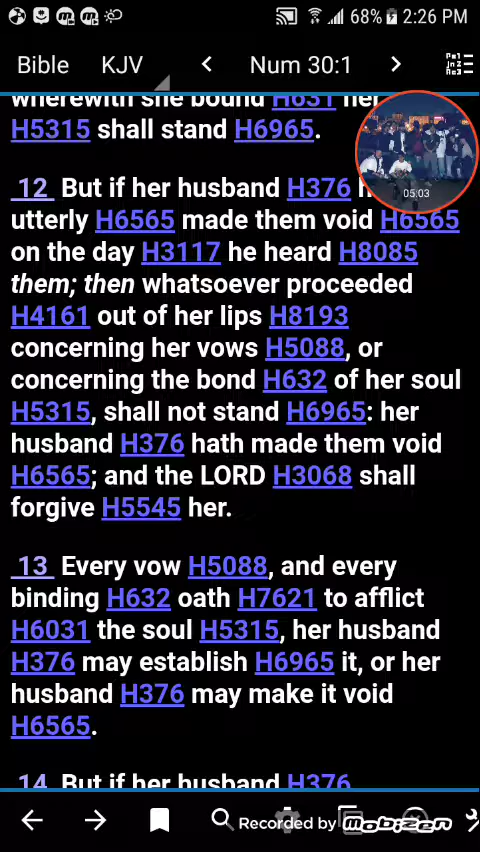 68% 2:26 PM
Bible KJV < Num 30:1 >
wherewith she bound H631 her
H5315 shall stand H6965.
05:03
12 But if her husband H376
utterly H6565 made them void H6565
on the day H3117 he heard H8085
them; then whatsoever proceeded
H4161 out of her lips H8193
concerning her vows H5088, or
concerning the bond H632 of her soul
H5315, shall not stand H6965: her
husband H376 hath made them void
H6565; and the LORD H3068 shall
forgive H5545 her.
13 Every vow H5088, and every
binding H632 oath H7621 to afflict
H6031 the soul H5315, her husband
H376 may establish H6965 it, or her
husband H376 may make it void
H6565.
14 But if her husband H376
Recorded by mobizen